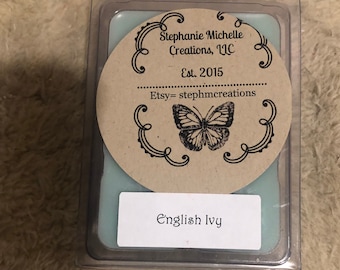 Stephanie Michelle
Creations, LLC
Est. 2015
Etsy= stephmcreations
English Ivy